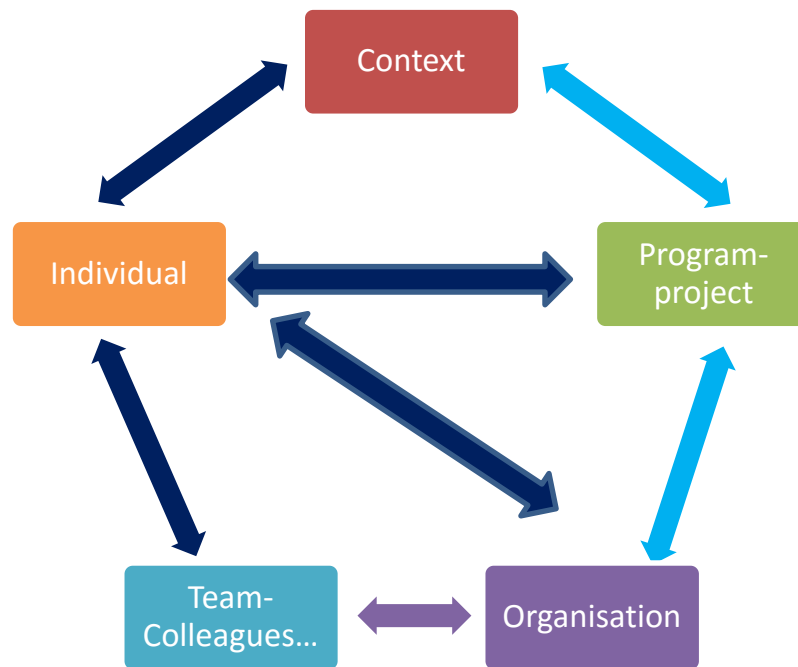 Context
Individual
Program-
project
Team-
Colleagues...
Organisation